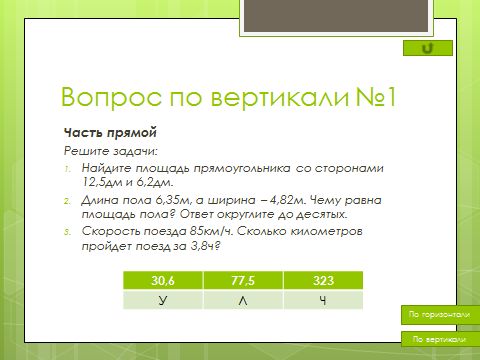 Вопрос по вертикали №1
Часть прямой
Решите задачи:
1. Найдите площадь прямоугольника со сторонами
12,5дм и 6,2дм.
2. Длина пола 6,35м, а ширина – 4,82м. Чему равна
площадь пола? Ответ округлите до десятых.
3. Скорость поезда 85км/ч. Сколько километров
пройдет поезд за 3,8ч?
30,6 77,5 323
У Л Ч
По горизонтали
По вертикали